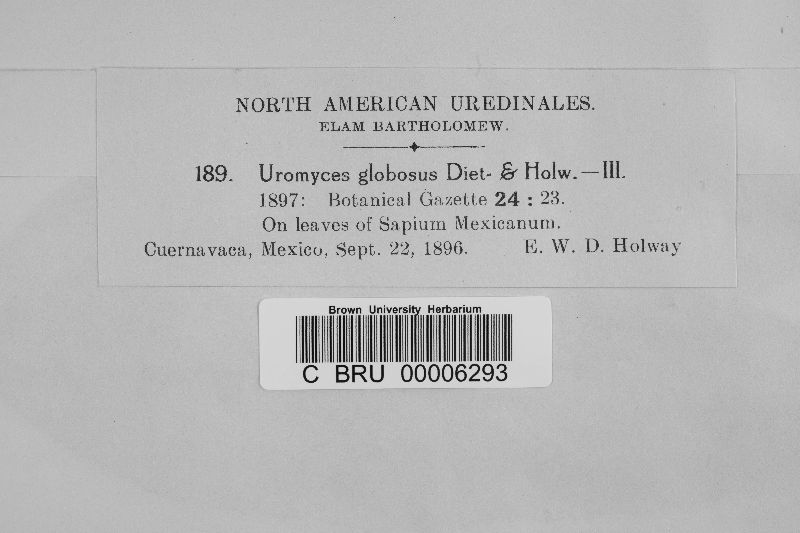 NORTH AMERICAN UREDINALES.
ELAM BARTHOLOMEW.
189. Uromyces globosus Diet- & Holw.—III.
1897: Botanical Gazette 24 : 23.
On leaves of Sapium Mexicanum.
Cuernavaca, Mexico, Sept. 22, 1896. E. W. D. Holway
Brown University Herbarium
C BRU 00006293